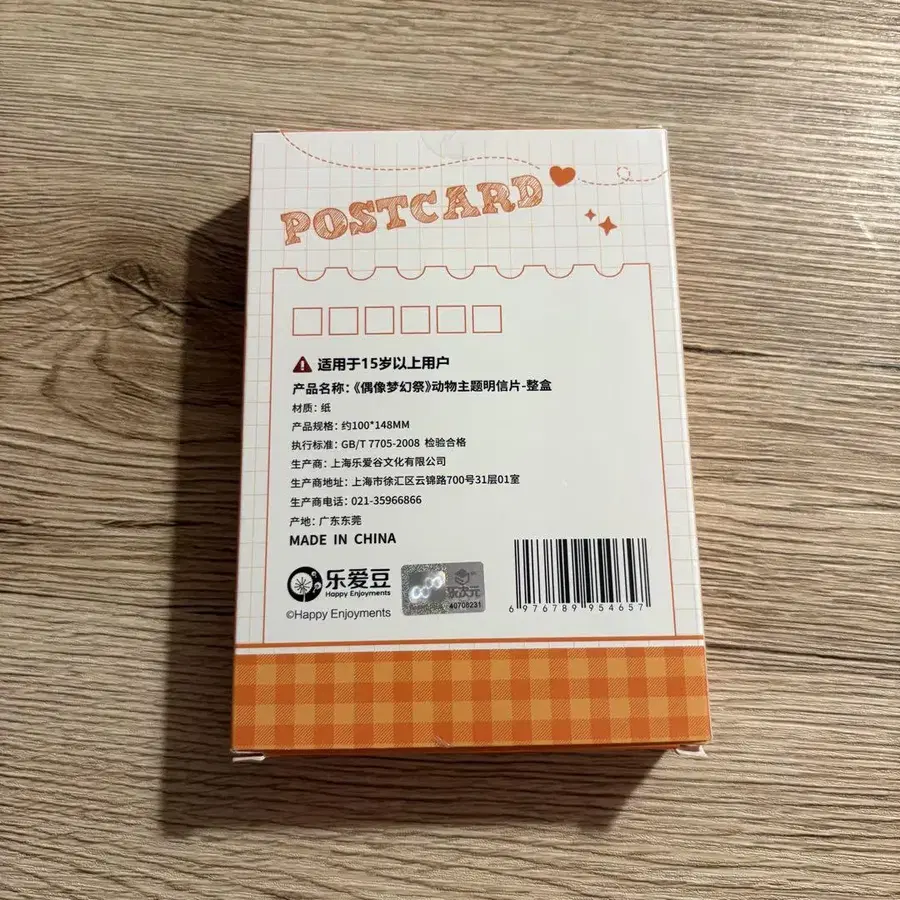 POSTCARD
适用于15岁以上用户
产品名称：《偶像梦幻祭》动物主题明信片-整盒
材质：纸
产品规格：约100*148MM
执行标准：GB/T 7705-2008 检验合格
生产商：上海乐爱谷文化有限公司
生产商地址：上海市徐汇区云锦路700号31层01室
生产商电话：021-35966866
产地：广东东莞
MADE IN CHINA
乐爱豆
Happy Enjoyments
©Happy Enjoyments
次元
40708231
6 976789 954657